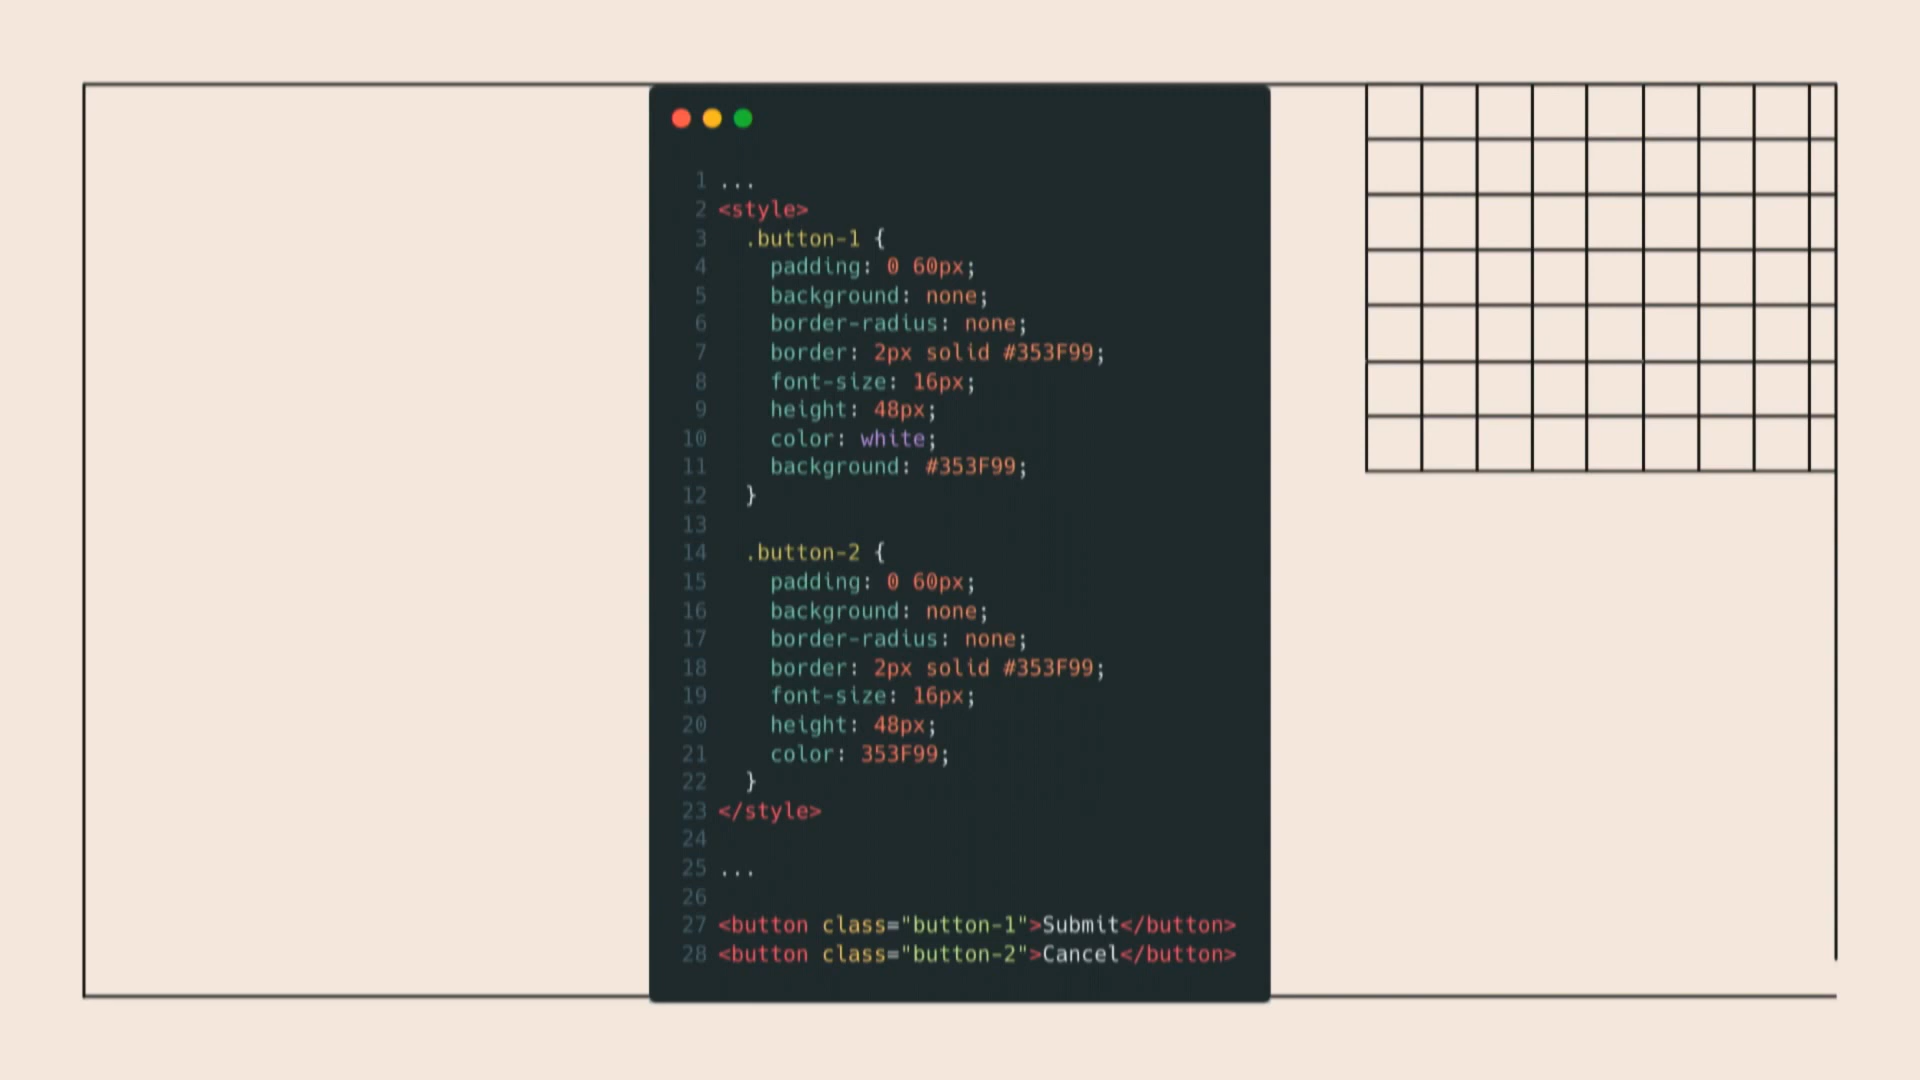 1 ...
2 <style>
3   .button-1 {
4     padding: 0 60px;
5     background: none;
6     border-radius: none;
7     border: 2px solid #353F99;
8     font-size: 16px;
9     height: 48px;
10     color: white;
11     background: #353F99;
12   }
13
14   .button-2 {
15     padding: 0 60px;
16     background: none;
17     border-radius: none;
18     border: 2px solid #353F99;
19     font-size: 16px;
20     height: 48px;
21     color: 353F99;
22   }
23 </style>
24
25 ...
26
27 <button class="button-1">Submit</button>
28 <button class="button-2">Cancel</button>